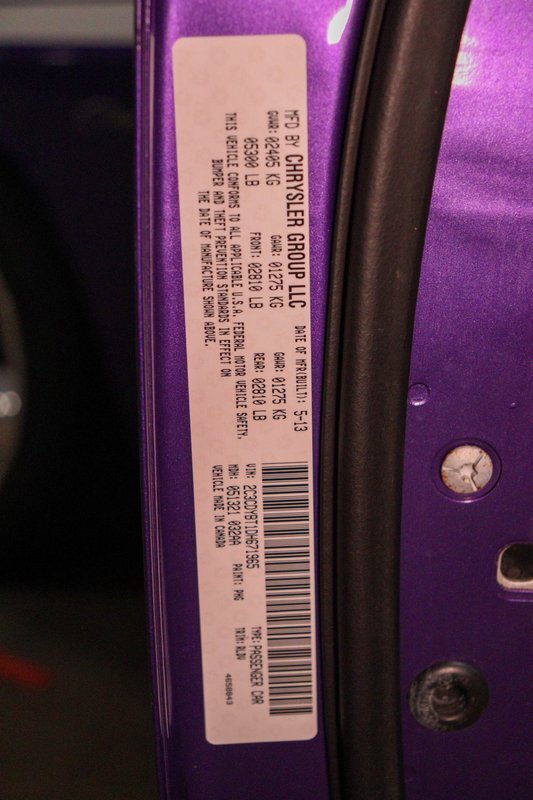 MFD BY CHRYSLER GROUP LLC DATE OF MFR(BUILT): 5-13
GVWR: 02405 KG GAWR: 01275 KG GAWR: 01275 KG
05300 LB FRONT: 02810 LB REAR: 02810 LB
THIS VEHICLE CONFORMS TO ALL APPLICABLE U.S.A. FEDERAL MOTOR VEHICLE SAFETY,
BUMPER AND THEFT PREVENTION STANDARDS IN EFFECT ON
THE DATE OF MANUFACTURE SHOWN ABOVE.
VIN: 2C3CDYBT1DH671965 TYPE: PASSENGER CAR
MDH: 051321 032AA PAINT: PHG TRIM: RLDV
VEHICLE MADE IN CANADA 4658043